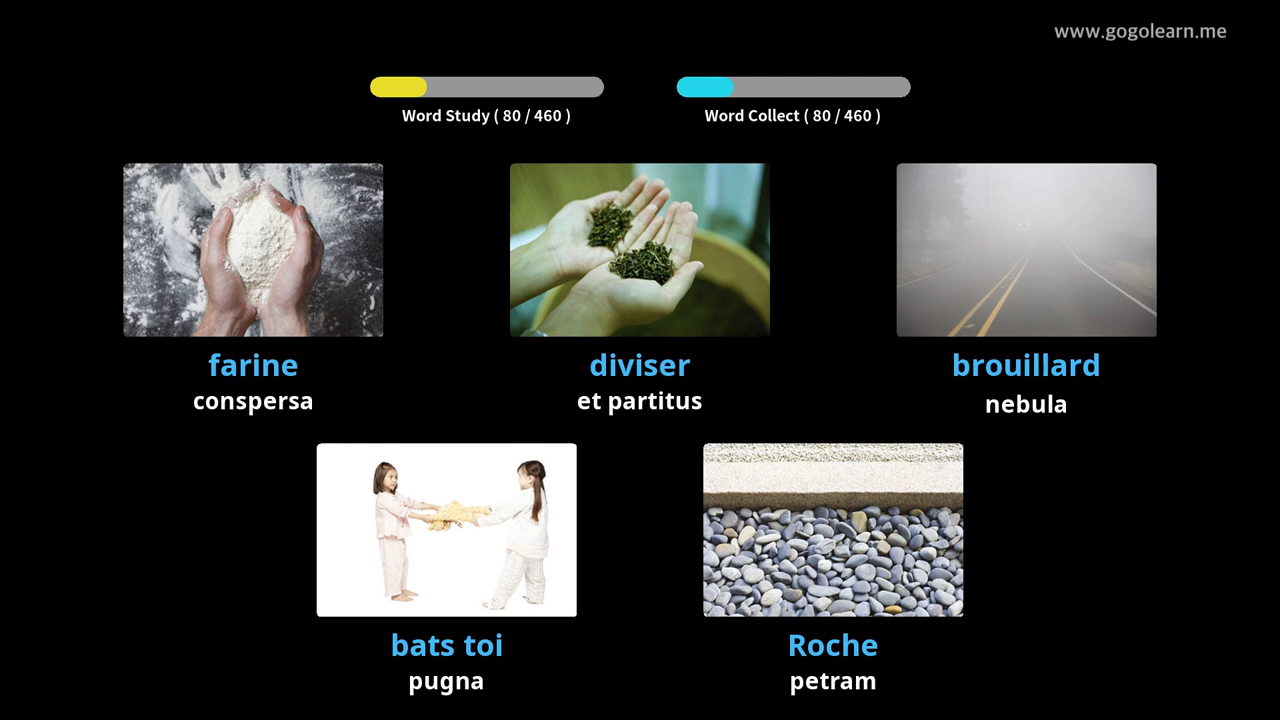 www.gogolearn.me
Word Study ( 80 / 460 )
Word Collect ( 80 / 460 )
farine
conspersa
diviser
et partitus
brouillard
nebula
bats toi
pugna
Roche
petram